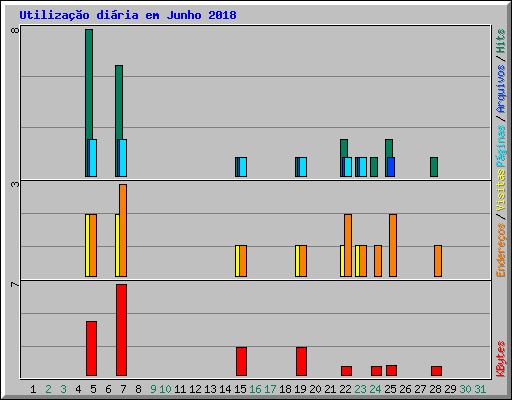 Utilização diária em Junho 2018
8
3
7
Endereços / Visitas Páginas / Arquivos / Hits
KBytes
1 2 3 4 5 6 7 8 9 10 11 12 13 14 15 16 17 18 19 20 21 22 23 24 25 26 27 28 29 30 31